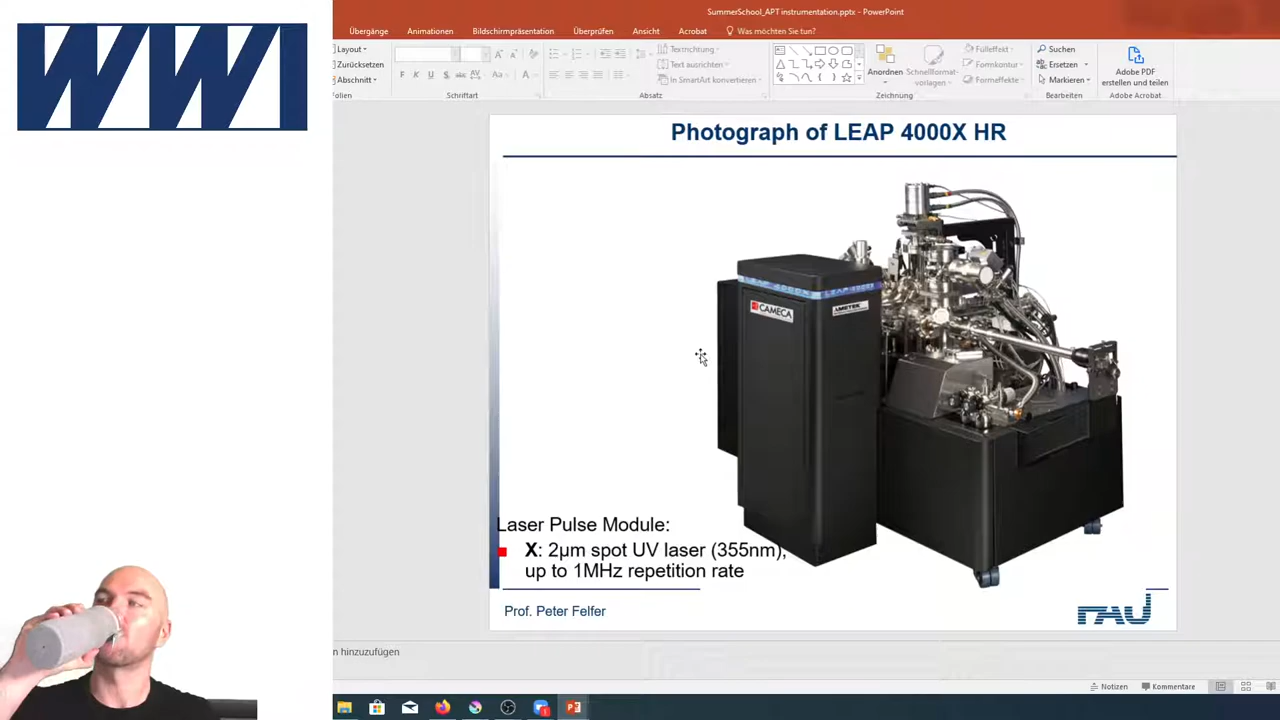 WWI
SummerSchool_APT instrumentation.pptx - PowerPoint
Übergänge Animationen Bildschirmpräsentation Überprüfen Ansicht Acrobat Was möchten Sie tun?
Layout Textrichtung Fülleffekt Suchen
Zurücksetzen Text ausrichten Formkontur Ersetzen
Abschnitt F K U S abc AV Aa A In SmartArt konvertieren Anordnen Schnellformat-vorlagen Formeffekte Markieren Adobe PDF erstellen und teilen
Folien Schriftart Absatz Zeichnung Bearbeiten Adobe Acrobat
Photograph of LEAP 4000X HR
CAMECA
AMETEK
Laser Pulse Module:
X: 2µm spot UV laser (355nm),
up to 1MHz repetition rate
Prof. Peter Felfer
FAU
n hinzuzufügen
Notizen Kommentare